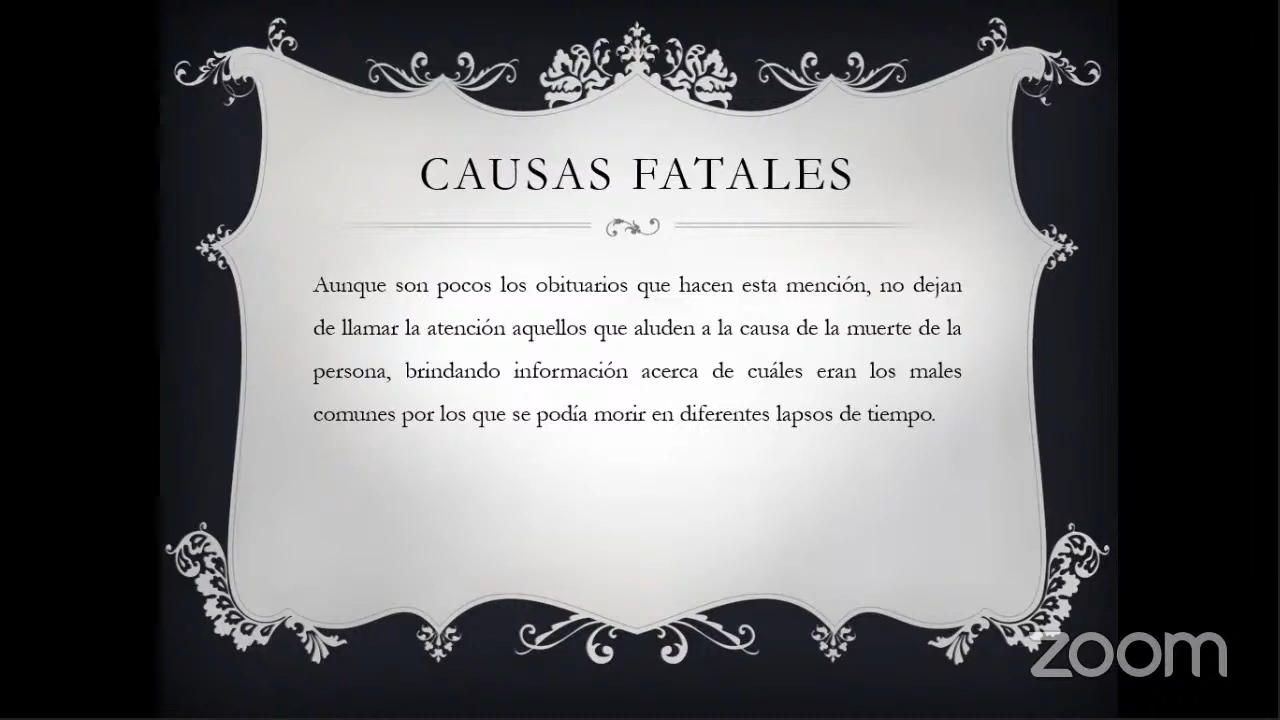 CAUSAS FATALES
Aunque son pocos los obituarios que hacen esta mención, no dejan
de llamar la atención aquellos que aluden a la causa de la muerte de la
persona, brindando información acerca de cuáles eran los males
comunes por los que se podía morir en diferentes lapsos de tiempo.
zoom